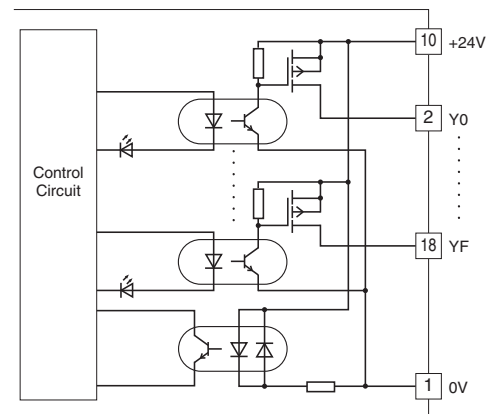 10 +24V
2 Y0
Control
Circuit
18 YF
1 0V